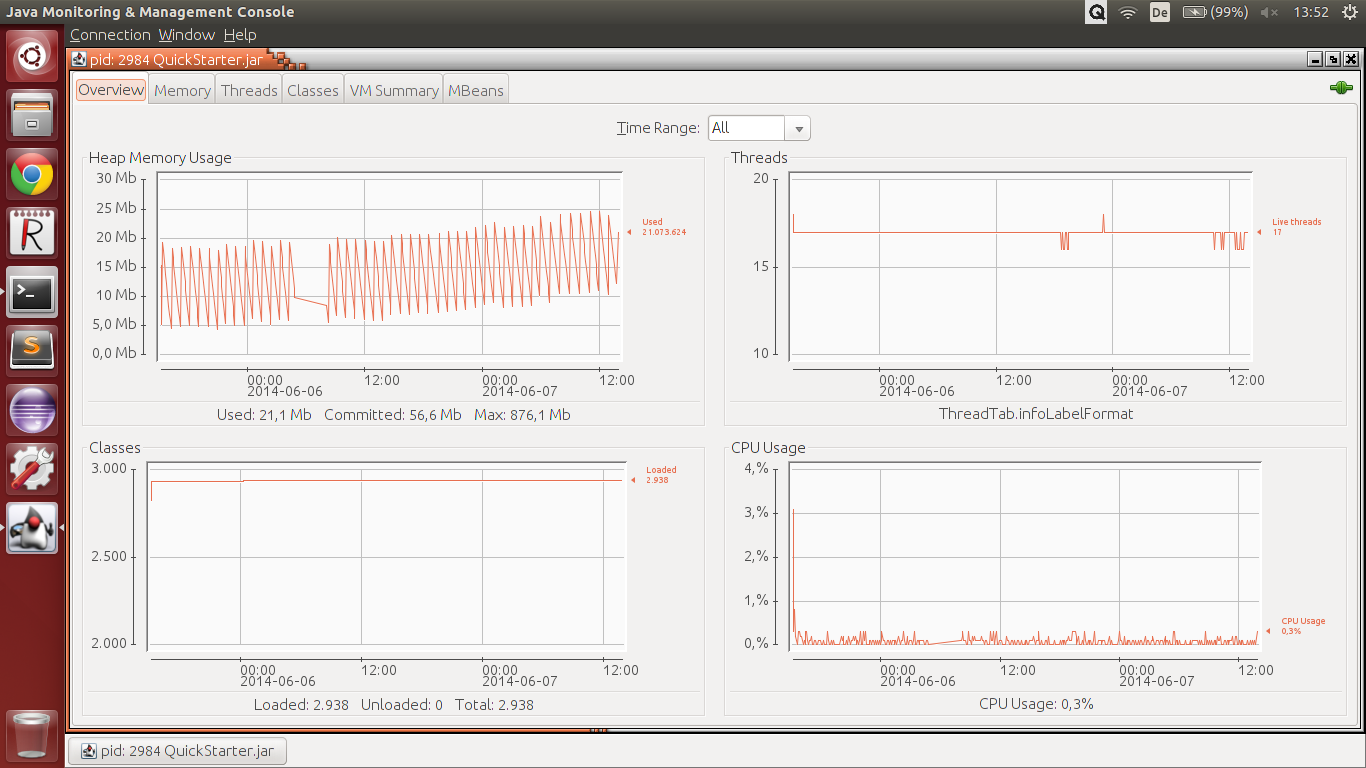 Java Monitoring & Management Console
De
(99%)
13:52
Connection Window Help
pid: 2984 QuickStarter.jar
Overview Memory Threads Classes VM Summary MBeans
Time Range: All
Heap Memory Usage
30 Mb
25 Mb
20 Mb
15 Mb
10 Mb
5,0 Mb
0,0 Mb
Used
21.073.624
00:00
2014-06-06
12:00
00:00
2014-06-07
12:00
Used: 21,1 Mb Committed: 56,6 Mb Max: 876,1 Mb
Threads
20
15
10
Live threads
17
00:00
2014-06-06
12:00
00:00
2014-06-07
12:00
ThreadTab.infoLabelFormat
Classes
3.000
2.500
2.000
Loaded
2.938
00:00
2014-06-06
12:00
00:00
2014-06-07
12:00
Loaded: 2.938 Unloaded: 0 Total: 2.938
CPU Usage
4,%
3,%
2,%
1,%
0,%
CPU Usage
0,3%
00:00
2014-06-06
12:00
00:00
2014-06-07
12:00
CPU Usage: 0,3%
pid: 2984 QuickStarter.jar